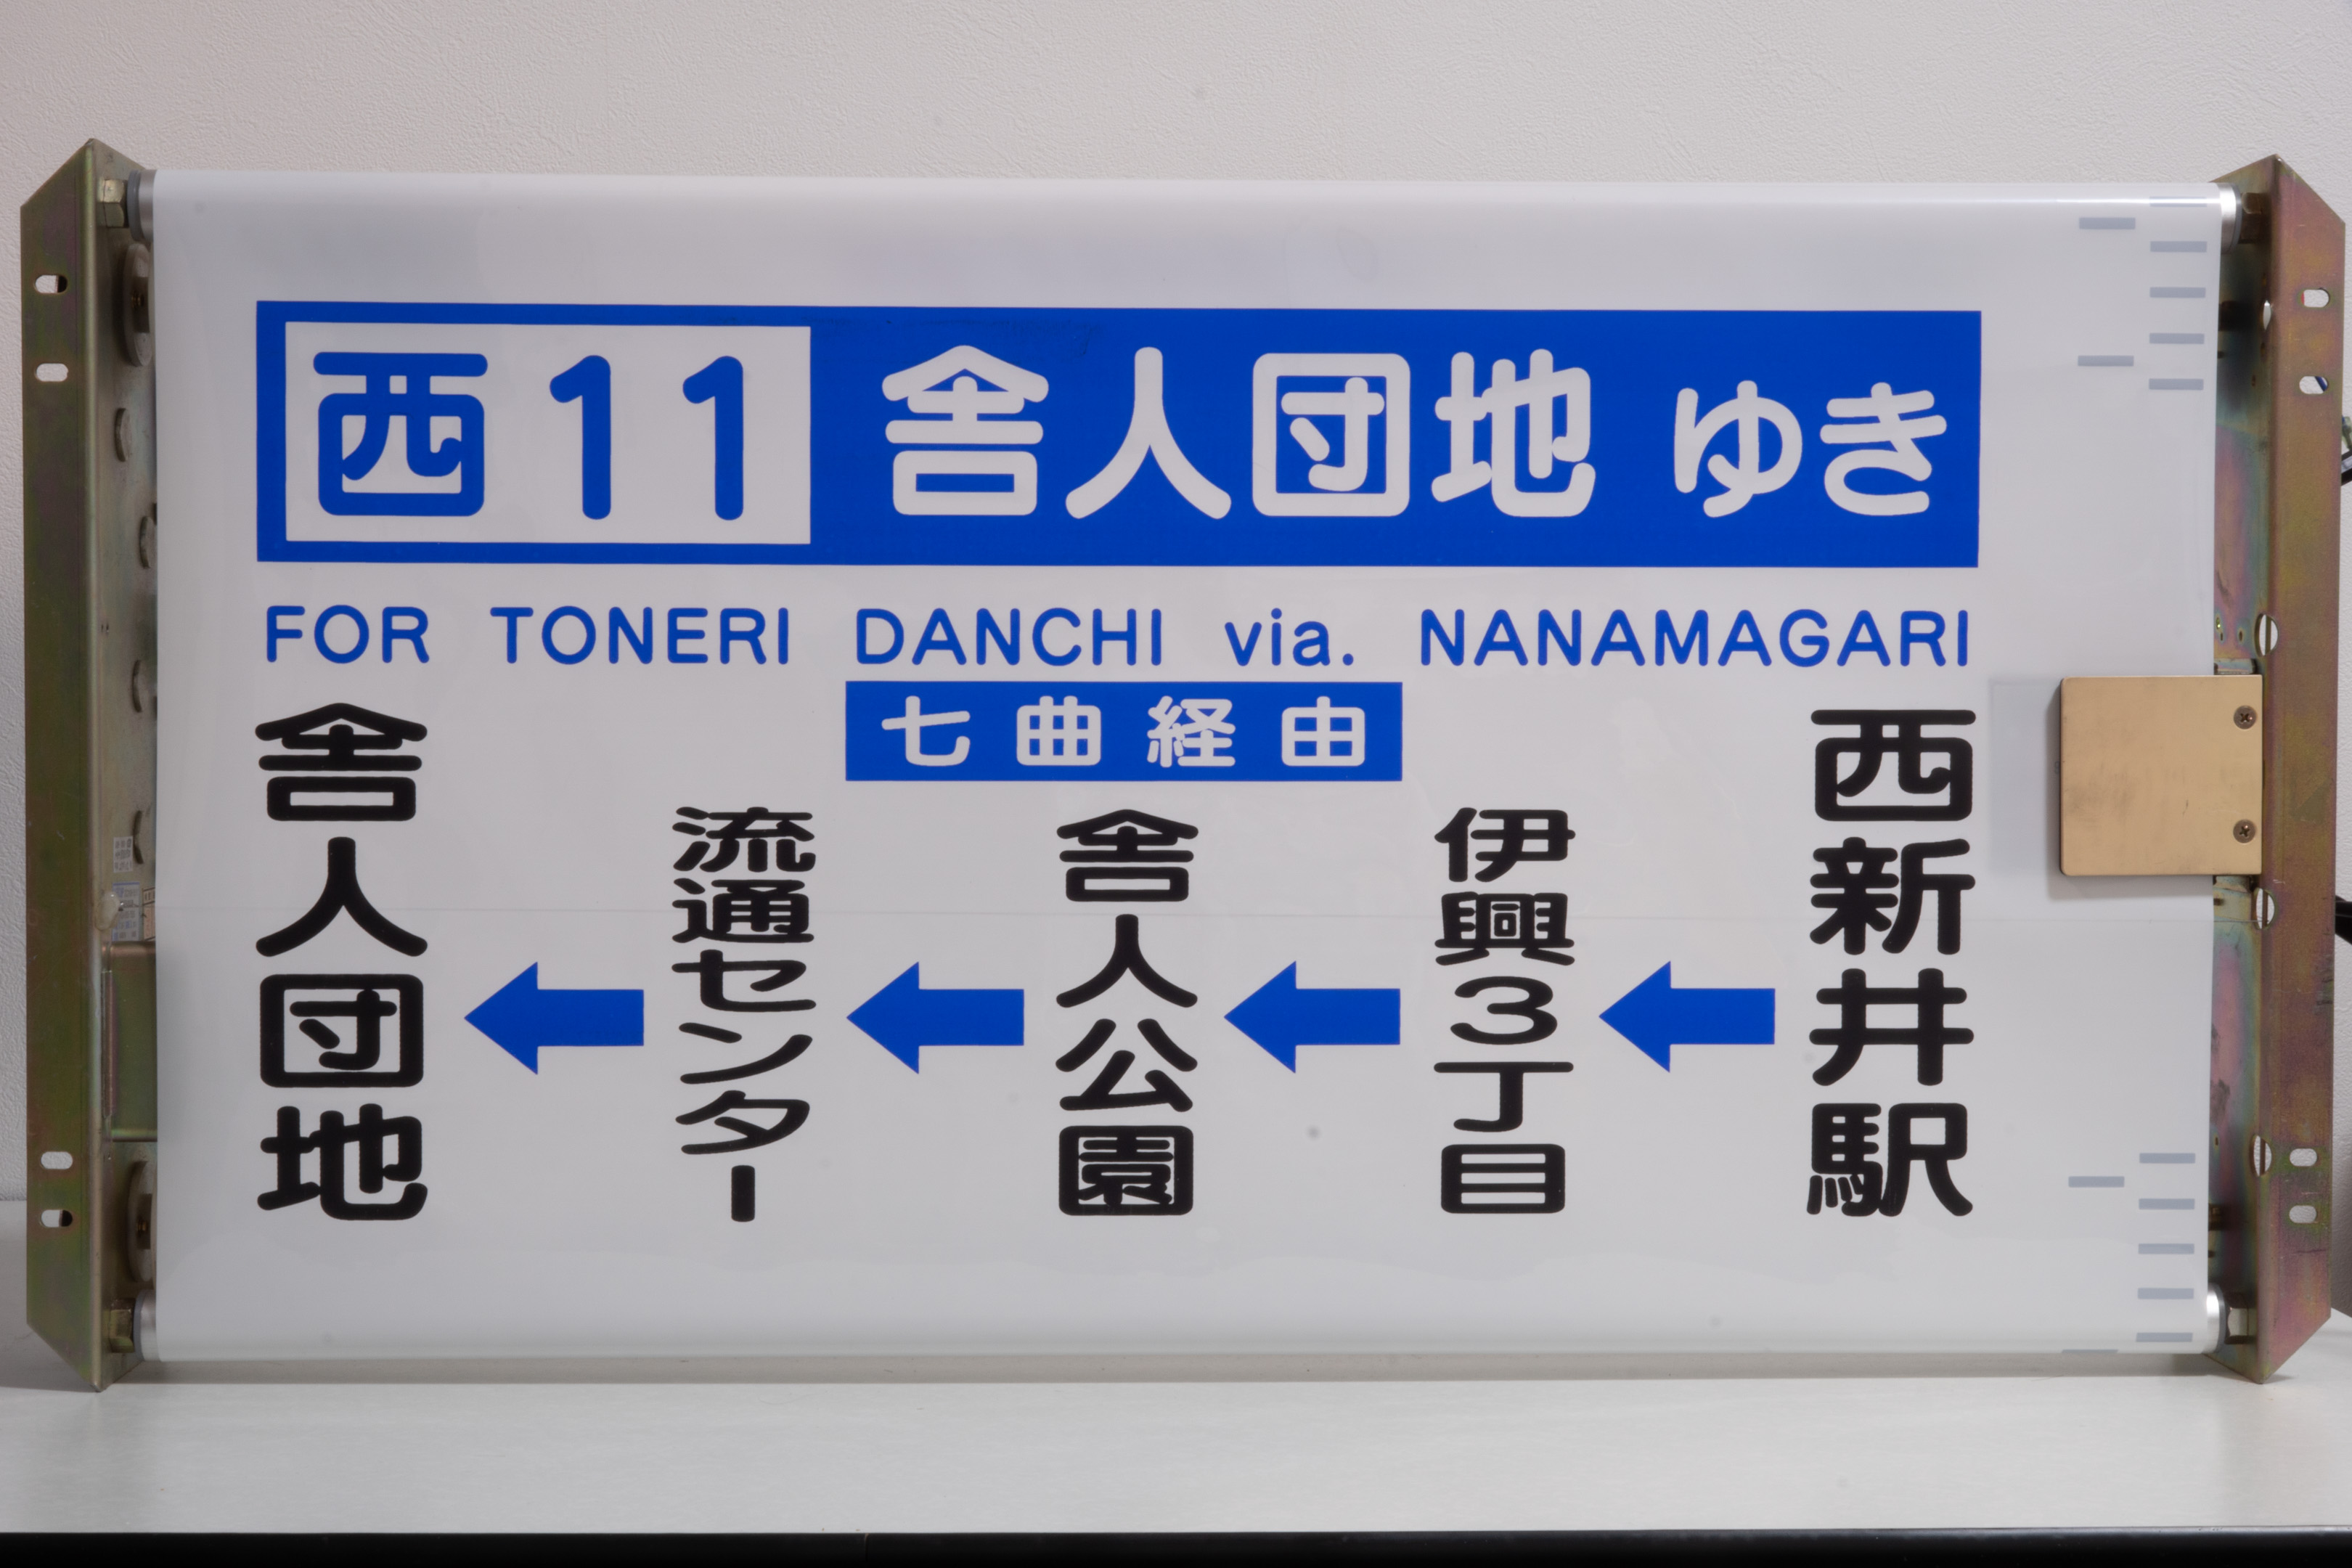 西11 舎人団地 ゆき
FOR TONERI DANCHI via. NANAMAGARI
七曲経由
西新井駅
←
伊興3丁目
←
舎人公園
←
流通センター
←
舎人団地